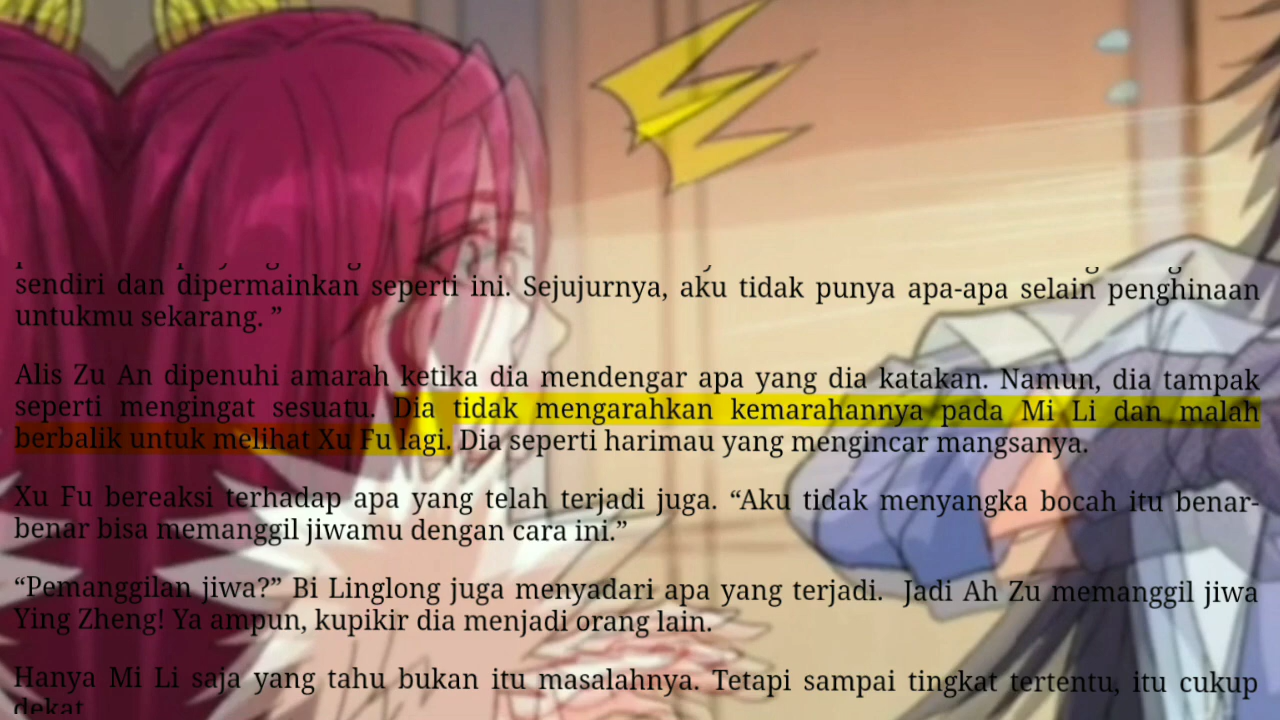 sendiri dan dipermainkan seperti ini. Sejujurnya, aku tidak punya apa-apa selain penghinaan
untukmu sekarang. ”
Alis Zu An dipenuhi amarah ketika dia mendengar apa yang dia katakan. Namun, dia tampak
seperti mengingat sesuatu. Dia tidak mengarahkan kemarahannya pada Mi Li dan malah
berbalik untuk melihat Xu Fu lagi. Dia seperti harimau yang mengincar mangsanya.
Xu Fu bereaksi terhadap apa yang telah terjadi juga. “Aku tidak menyangka bocah itu benar-
benar bisa memanggil jiwamu dengan cara ini.”
“Pemanggilan jiwa?” Bi Linglong juga menyadari apa yang terjadi. Jadi Ah Zu memanggil jiwa
Ying Zheng! Ya ampun, kupikir dia menjadi orang lain.
Hanya Mi Li saja yang tahu bukan itu masalahnya. Tetapi sampai tingkat tertentu, itu cukup
dekat